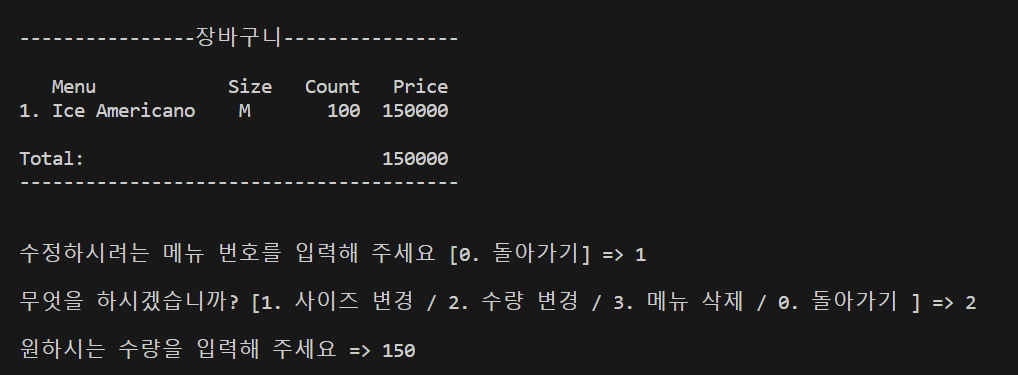 ----------------장바구니----------------
Menu Size Count Price
1. Ice Americano M 100 150000
Total: 150000
----------------------------------------
수정하시려는 메뉴 번호를 입력해 주세요 [0. 돌아가기] => 1
무엇을 하시겠습니까? [1. 사이즈 변경 / 2. 수량 변경 / 3. 메뉴 삭제 / 0. 돌아가기 ] => 2
원하시는 수량을 입력해 주세요 => 150